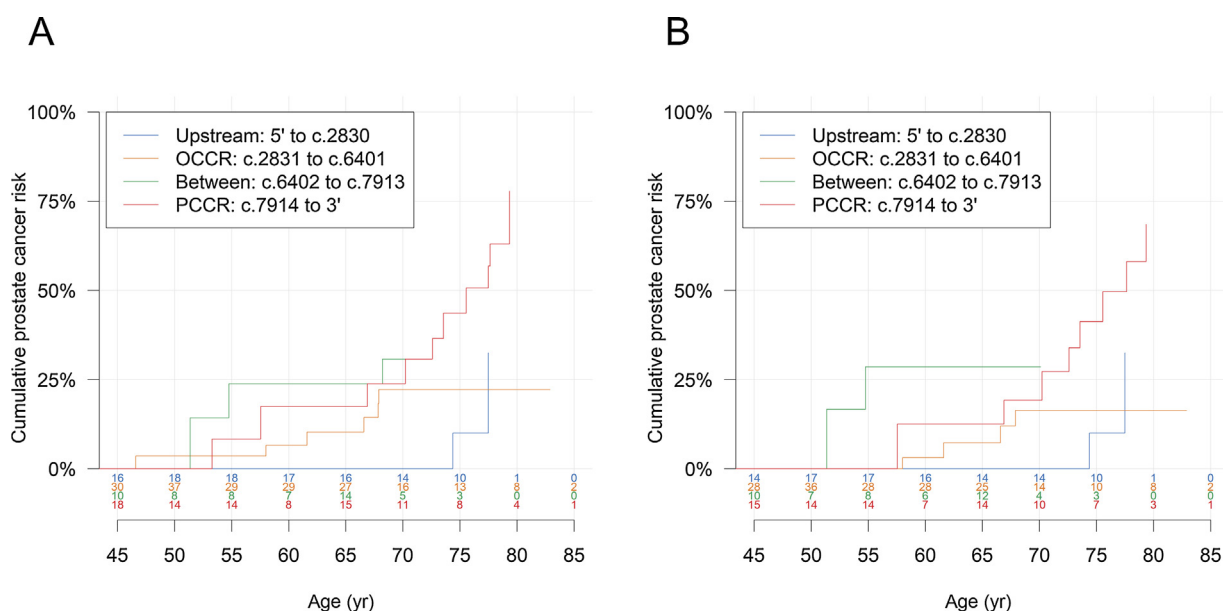 A
Cumulative prostate cancer risk
100%
75%
50%
25%
0%
Upstream: 5' to c.2830
OCCR: c.2831 to c.6401
Between: c.6402 to c.7913
PCCR: c.7914 to 3'
16 18 18 17 16 14 10 1 0
30 37 29 29 27 16 13 8 2
10 8 8 7 14 5 3 0 0
18 14 14 8 15 11 8 4 1
45 50 55 60 65 70 75 80 85
Age (yr)
B
Cumulative prostate cancer risk
100%
75%
50%
25%
0%
Upstream: 5' to c.2830
OCCR: c.2831 to c.6401
Between: c.6402 to c.7913
PCCR: c.7914 to 3'
14 17 17 16 14 14 10 1 0
28 36 28 28 25 14 10 8 2
10 7 8 6 12 4 3 0 0
15 14 14 7 14 10 7 3 1
45 50 55 60 65 70 75 80 85
Age (yr)